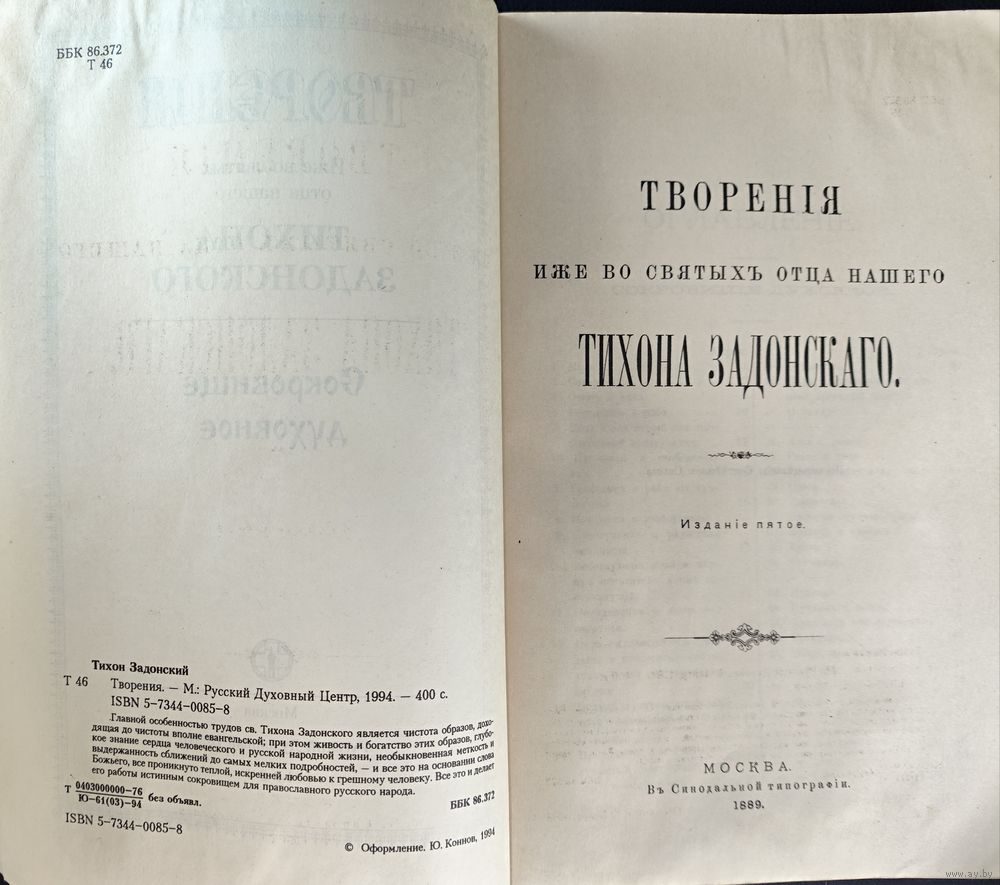 ББК 86.372
Т 46
Тихон Задонский
Т 46 Творения. — М.: Русский Духовный Центр, 1994. — 400 с.
ISBN 5-7344-0085-8
Главной особенностью трудов св. Тихона Задонского является чистота образов, дохо-
дящая до чистоты вполне евангельской; при этом живость и богатство этих образов, глубо-
кое знание сердца человеческого и русской народной жизни, необыкновенная меткость и
выдержанность сближений до самых мелких подробностей, — и все это на основании слова
Божьего, все проникнуто теплой, искренней любовью к грешному человеку. Все это и делает
его работы истинным сокровищем для православного русского народа.
Т 0403000000-76
Ю-61(03)-94 без объявл.
ББК 86.372
ISBN 5-7344-0085-8
© Оформление. Ю. Коннов, 1994
ТВОРЕНІЯ
ИЖЕ ВО СВЯТЫХЪ ОТЦА НАШЕГО
ТИХОНА ЗАДОНСКАГО.
Изданіе пятое.
МОСКВА.
Въ Синодальной типографіи.
1889.
www.ay.by